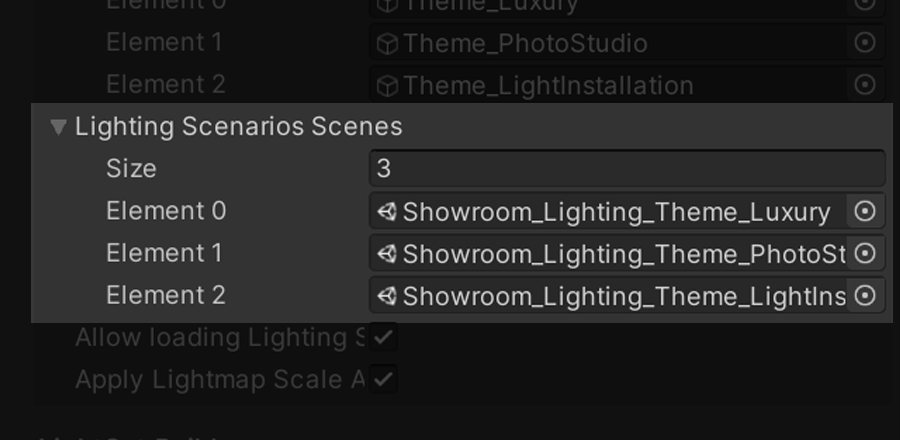 Element 0 Theme_Luxury
Element 1 Theme_PhotoStudio
Element 2 Theme_LightInstallation
Lighting Scenarios Scenes
Size 3
Element 0 Showroom_Lighting_Theme_Luxury
Element 1 Showroom_Lighting_Theme_PhotoSt
Element 2 Showroom_Lighting_Theme_LightIns
Allow loading Lighting S
Apply Lightmap Scale A